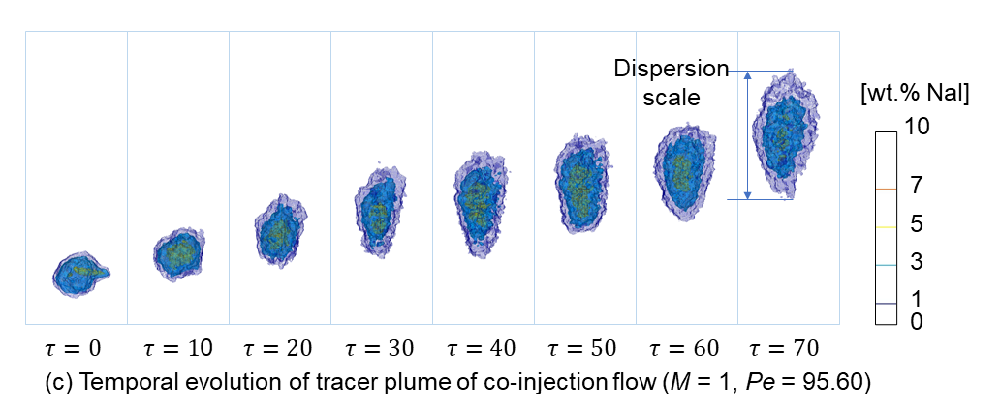 Dispersion
scale
[wt.% NaI]
10
7
5
3
1
0
τ = 0 τ = 10 τ = 20 τ = 30 τ = 40 τ = 50 τ = 60 τ = 70
(c) Temporal evolution of tracer plume of co-injection flow (M = 1, Pe = 95.60)